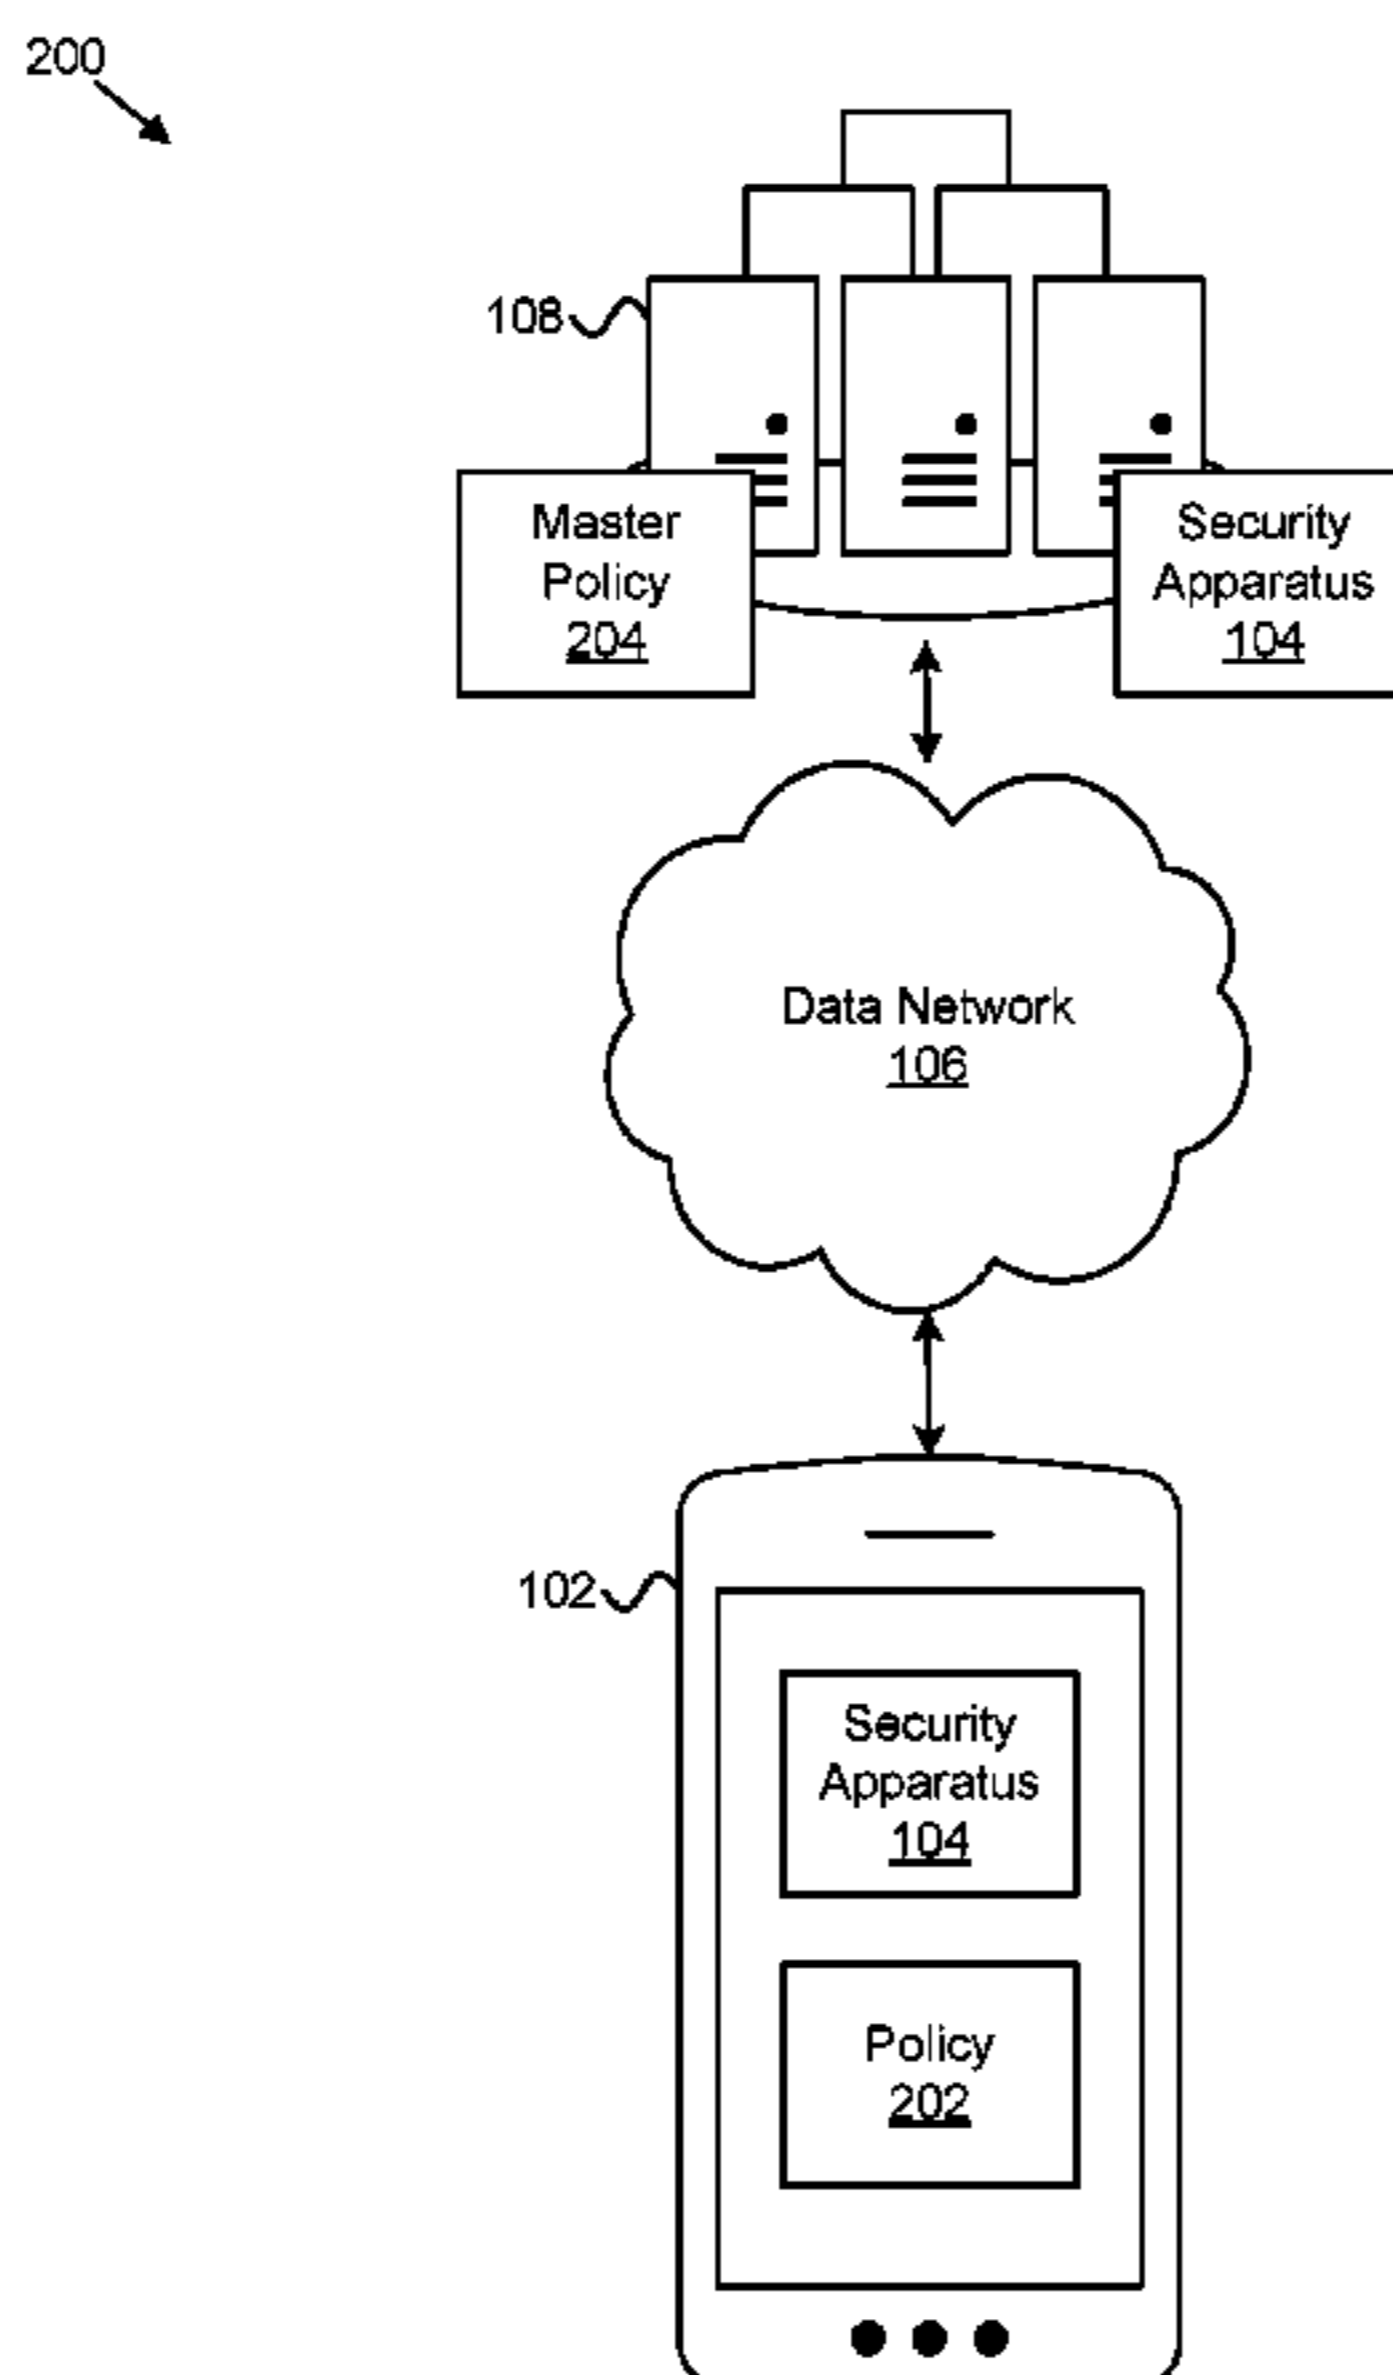 200
108
Master
Policy
204
Security
Apparatus
104
Data Network
106
102
Security
Apparatus
104
Policy
202